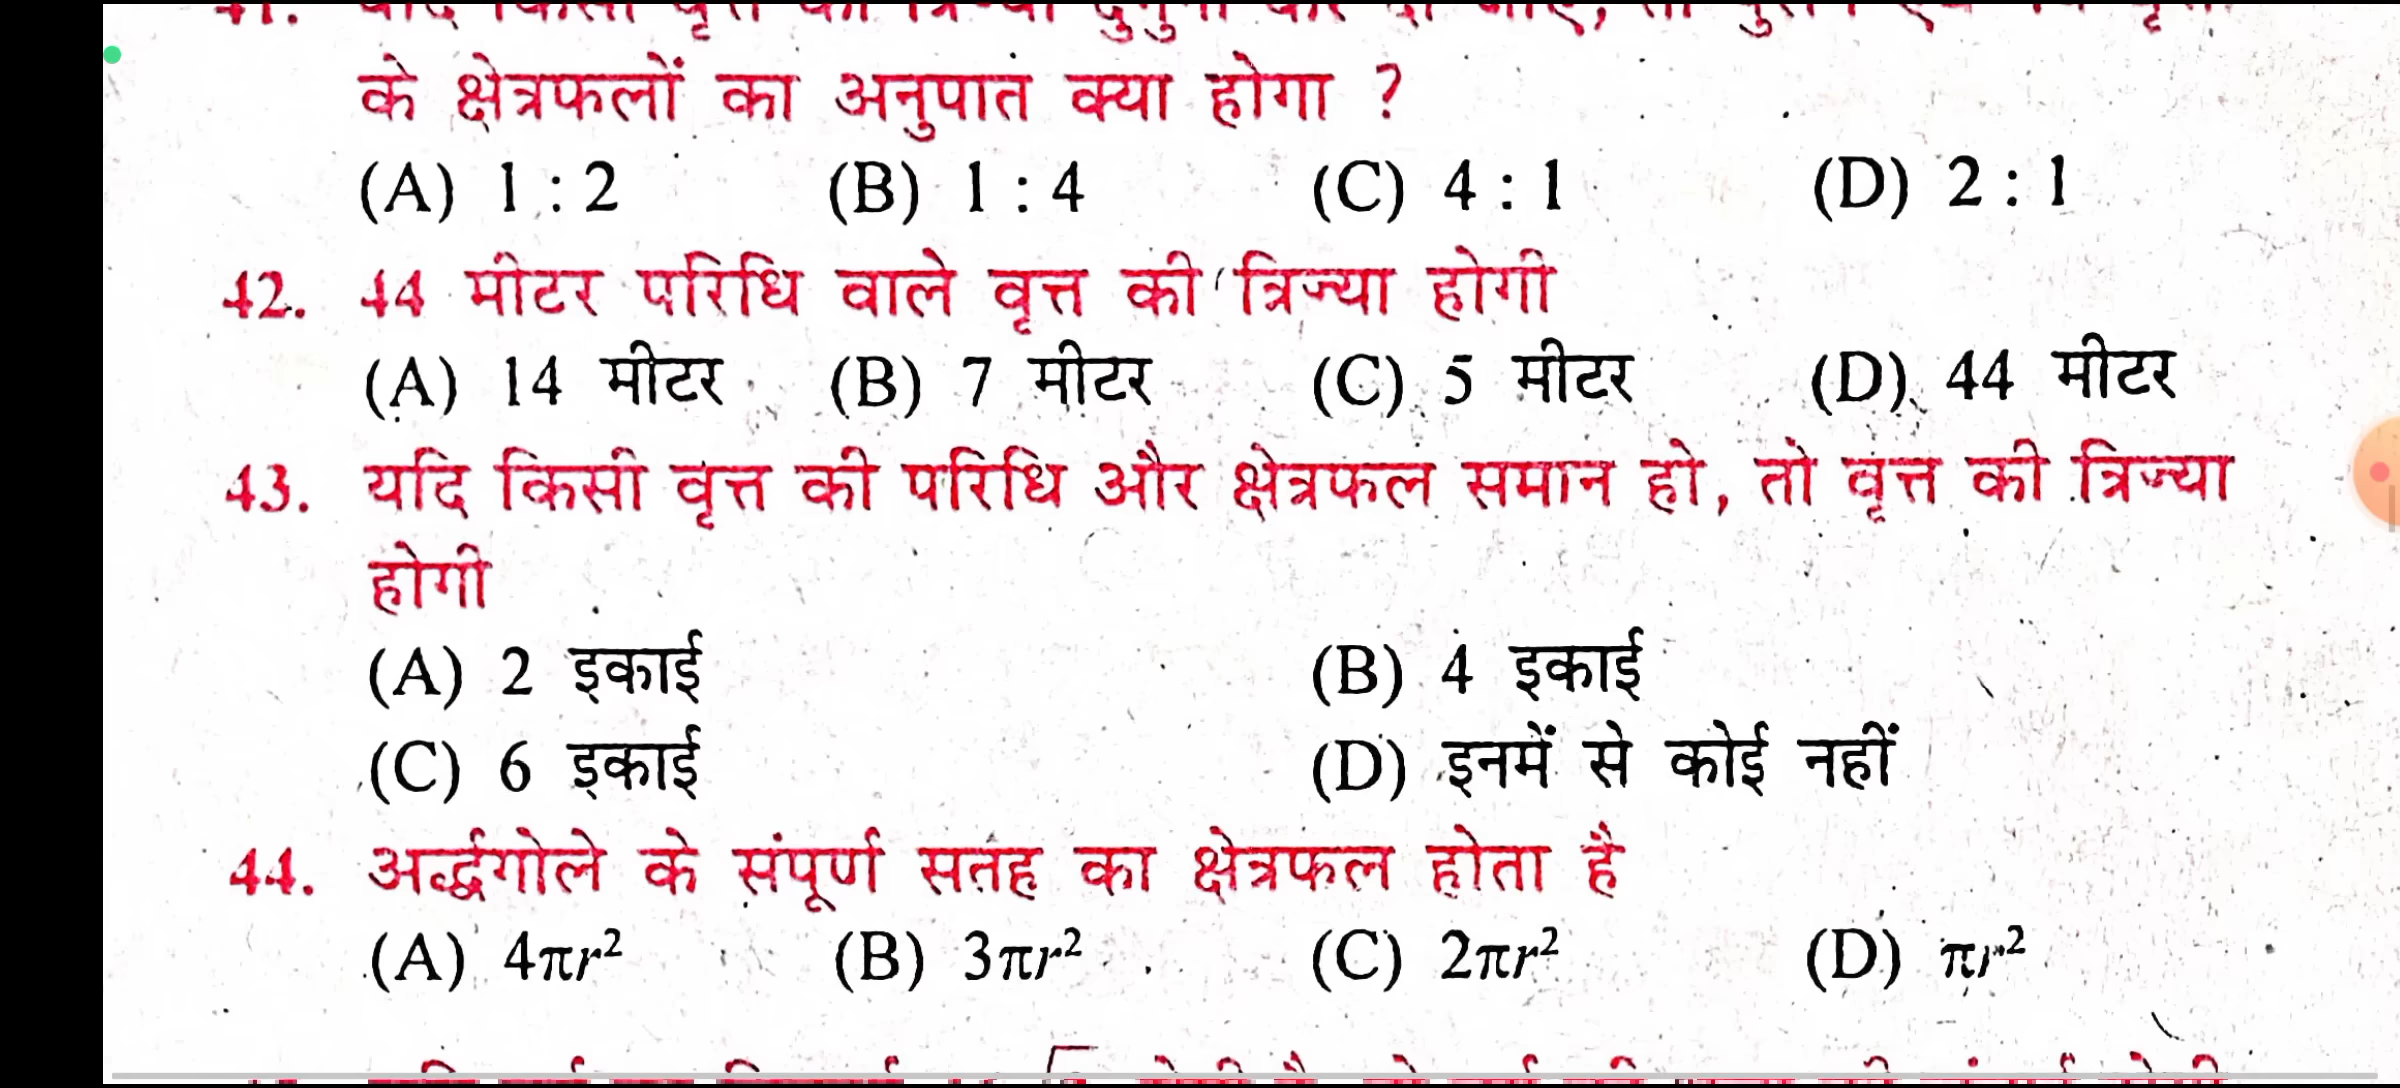 के क्षेत्रफलों का अनुपात क्या होगा ?
(A) 1 : 2 (B) 1 : 4 (C) 4 : 1 (D) 2 : 1
42. 44 मीटर परिधि वाले वृत्त की त्रिज्या होगी
(A) 14 मीटर (B) 7 मीटर (C) 5 मीटर (D) 44 मीटर
43. यदि किसी वृत्त की परिधि और क्षेत्रफल समान हो, तो वृत्त की त्रिज्या
होगी
(A) 2 इकाई (B) 4 इकाई
(C) 6 इकाई (D) इनमें से कोई नहीं
44. अर्द्धगोले के संपूर्ण सतह का क्षेत्रफल होता है
(A) 4πr² (B) 3πr² (C) 2πr² (D) πr²